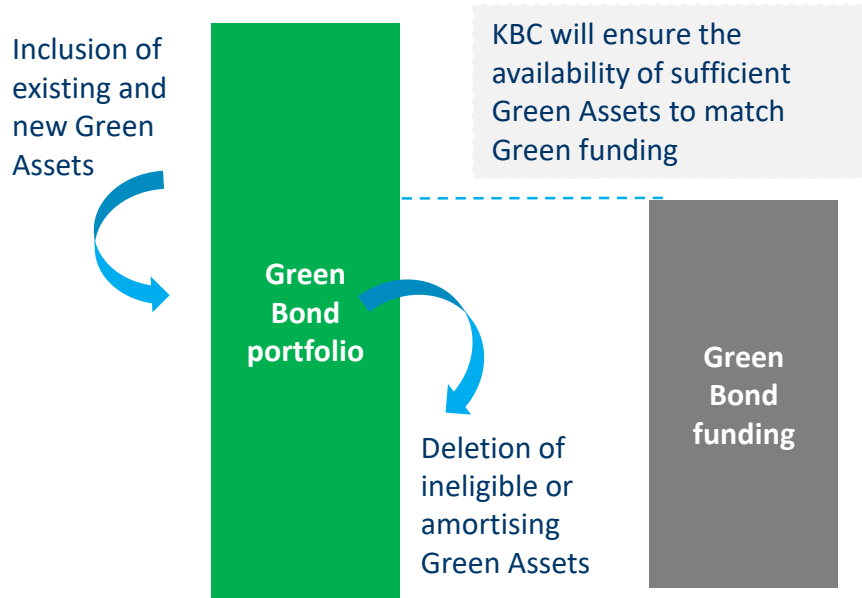 Inclusion of
existing and
new Green
Assets
KBC will ensure the
availability of sufficient
Green Assets to match
Green funding
Green
Bond
portfolio
Green
Bond
funding
Deletion of
ineligible or
amortising
Green Assets